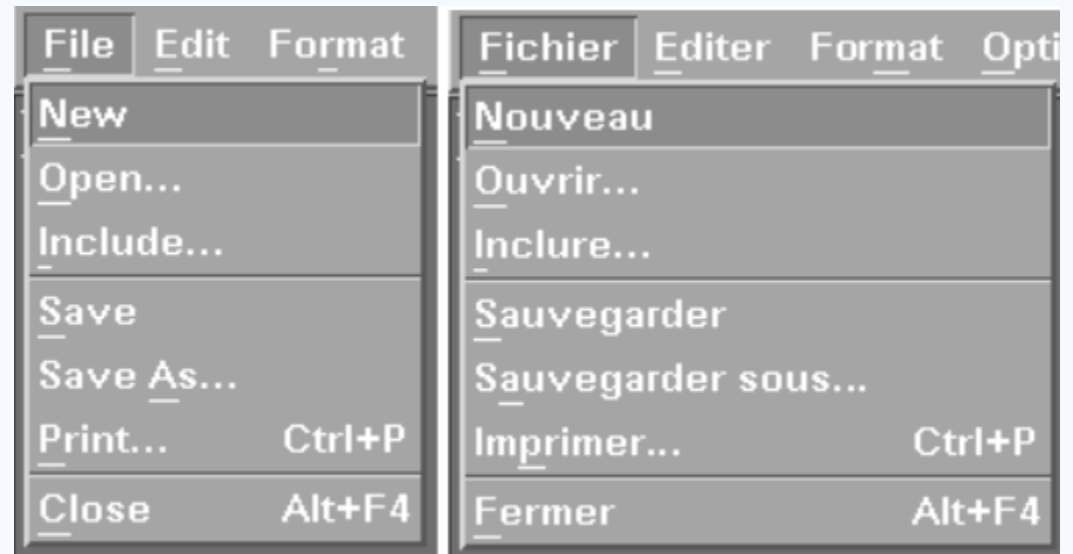 File Edit Format
New
Open...
Include...
Save
Save As...
Print... Ctrl+P
Close Alt+F4
Fichier Editer Format Opti
Nouveau
Ouvrir...
Inclure...
Sauvegarder
Sauvegarder sous...
Imprimer... Ctrl+P
Fermer Alt+F4